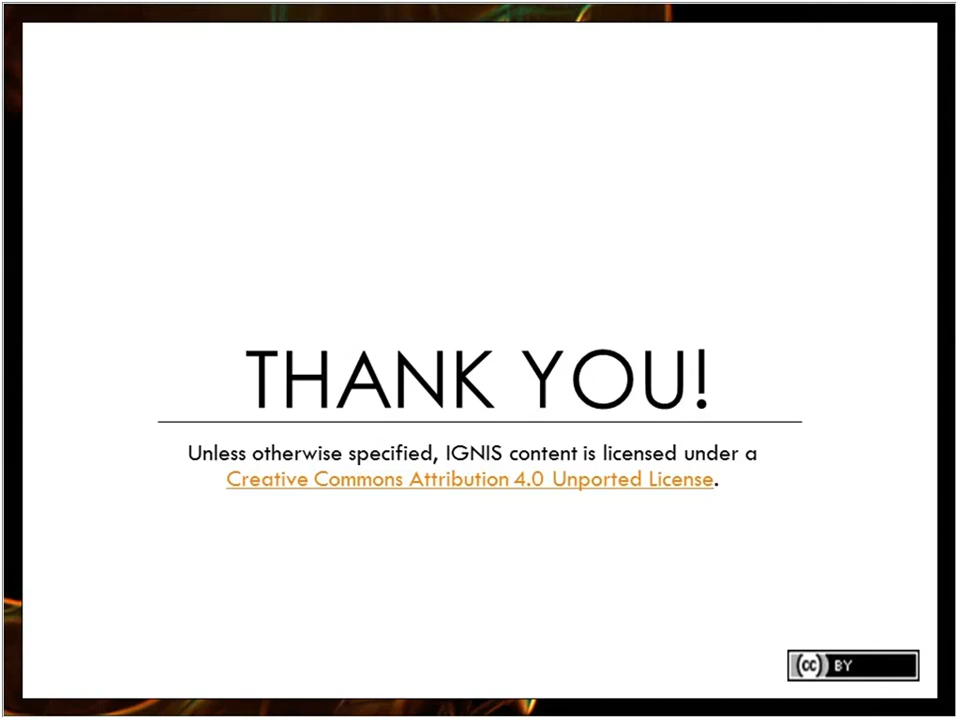 THANK YOU!
Unless otherwise specified, IGNIS content is licensed under a
Creative Commons Attribution 4.0 Unported License.
cc BY